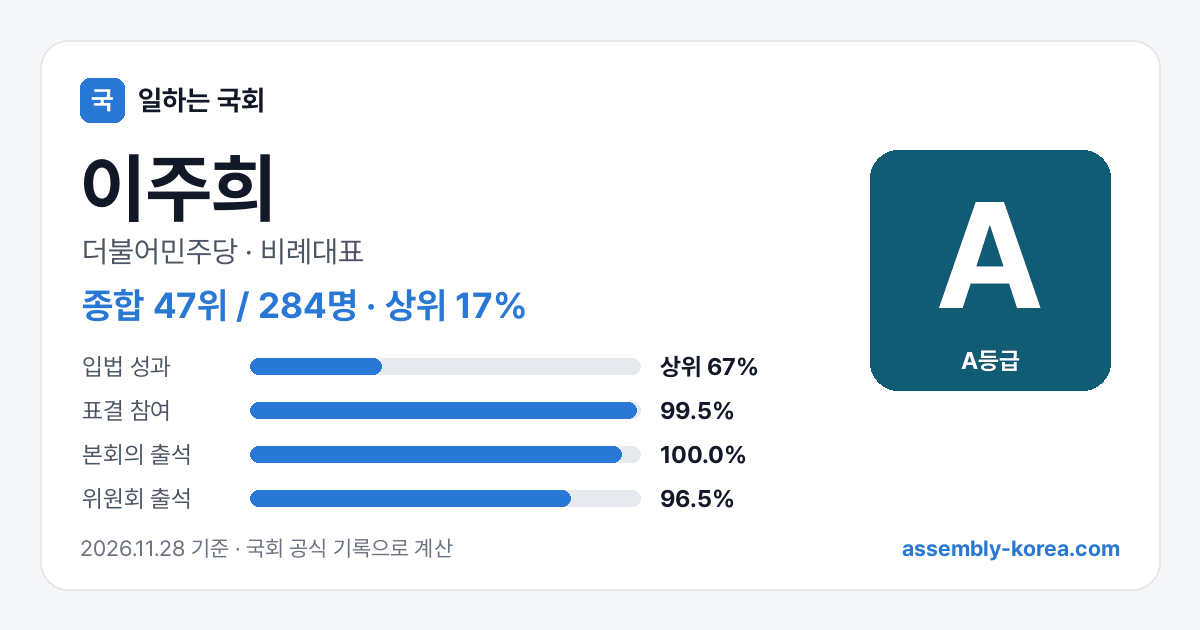 국 일하는 국회
이주희
더불어민주당 · 비례대표
종합 47위 / 284명 · 상위 17%
입법 성과 상위 67%
표결 참여 99.5%
본회의 출석 100.0%
위원회 출석 96.5%
A
A등급
2026.11.28 기준 · 국회 공식 기록으로 계산
assembly-korea.com